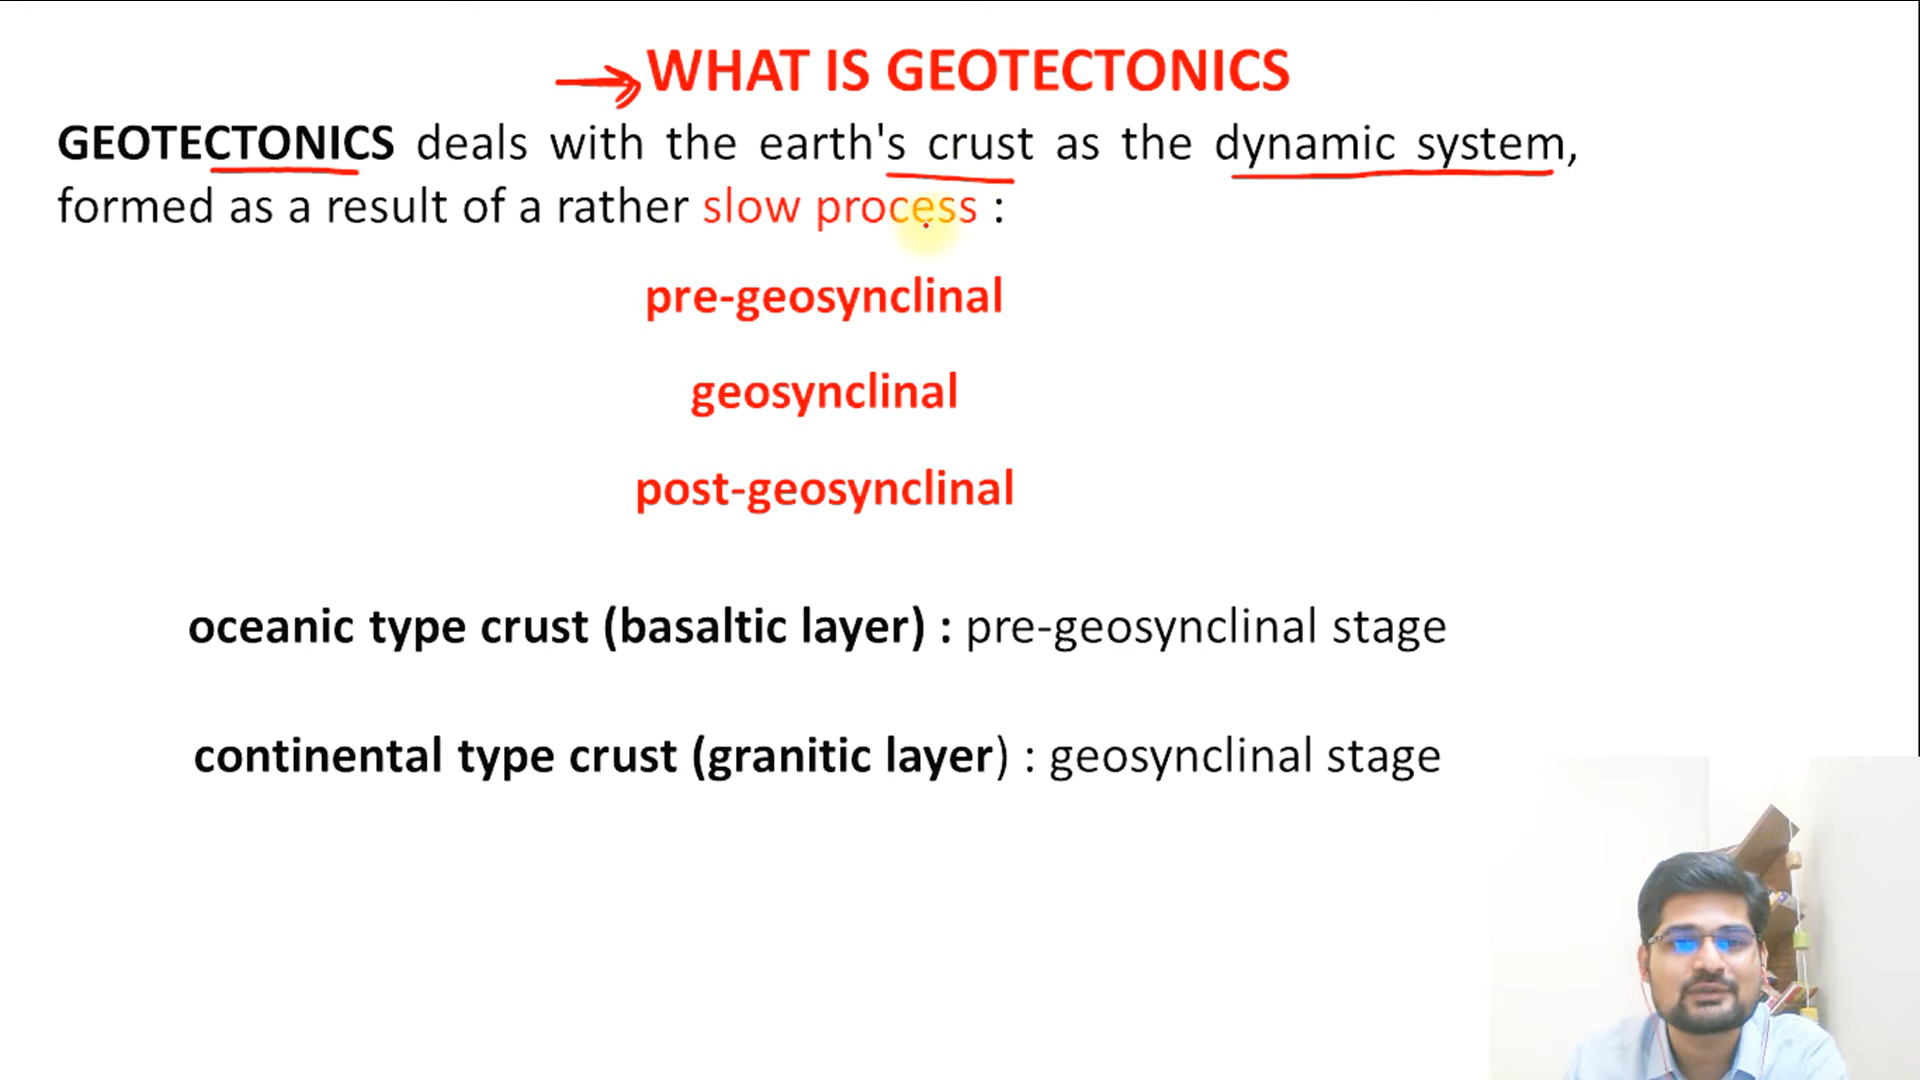 WHAT IS GEOTECTONICS
GEOTECTONICS deals with the earth's crust as the dynamic system,
formed as a result of a rather slow process :
pre-geosynclinal
geosynclinal
post-geosynclinal
oceanic type crust (basaltic layer) : pre-geosynclinal stage
continental type crust (granitic layer) : geosynclinal stage